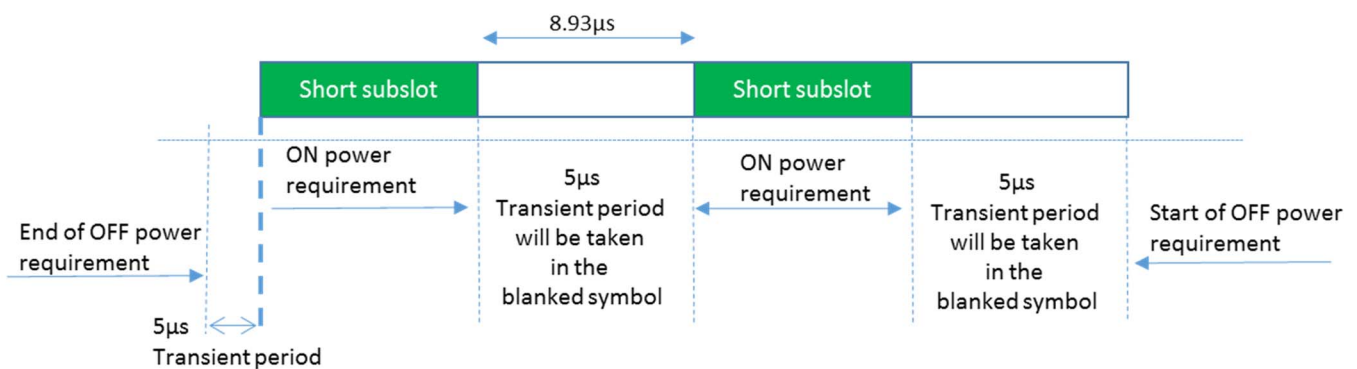 8.93µs
Short subslot
Short subslot
ON power
requirement
5µs
Transient period
will be taken
in the
blanked symbol
ON power
requirement
5µs
Transient period
will be taken
in the
blanked symbol
Start of OFF power
requirement
End of OFF power
requirement
5µs
Transient period